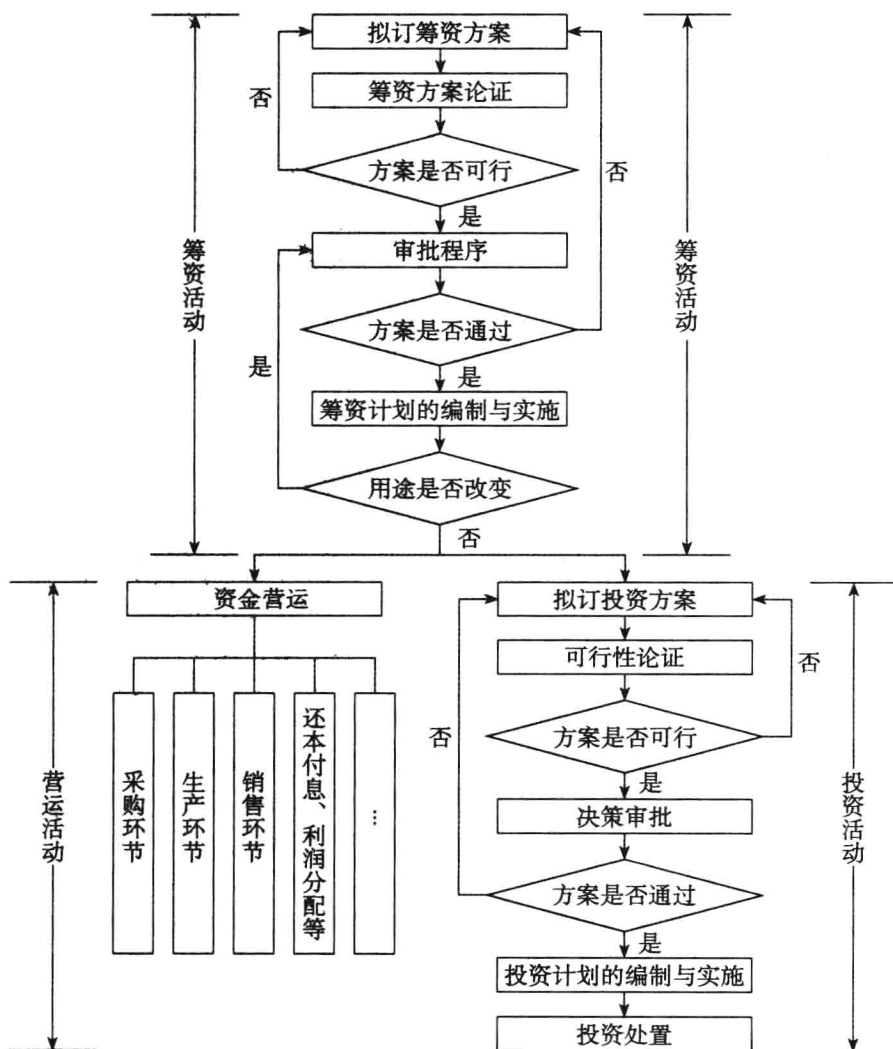 拟订筹资方案
否
筹资方案论证
方案是否可行
否
是
审批程序
筹资活动
筹资活动
方案是否通过
是
是
筹资计划的编制与实施
用途是否改变
否
资金营运
拟订投资方案
可行性论证
否
否
方案是否可行
营运活动
采购环节
生产环节
销售环节
还本付息、利润分配等
…
是
投资活动
决策审批
方案是否通过
是
投资计划的编制与实施
投资处置